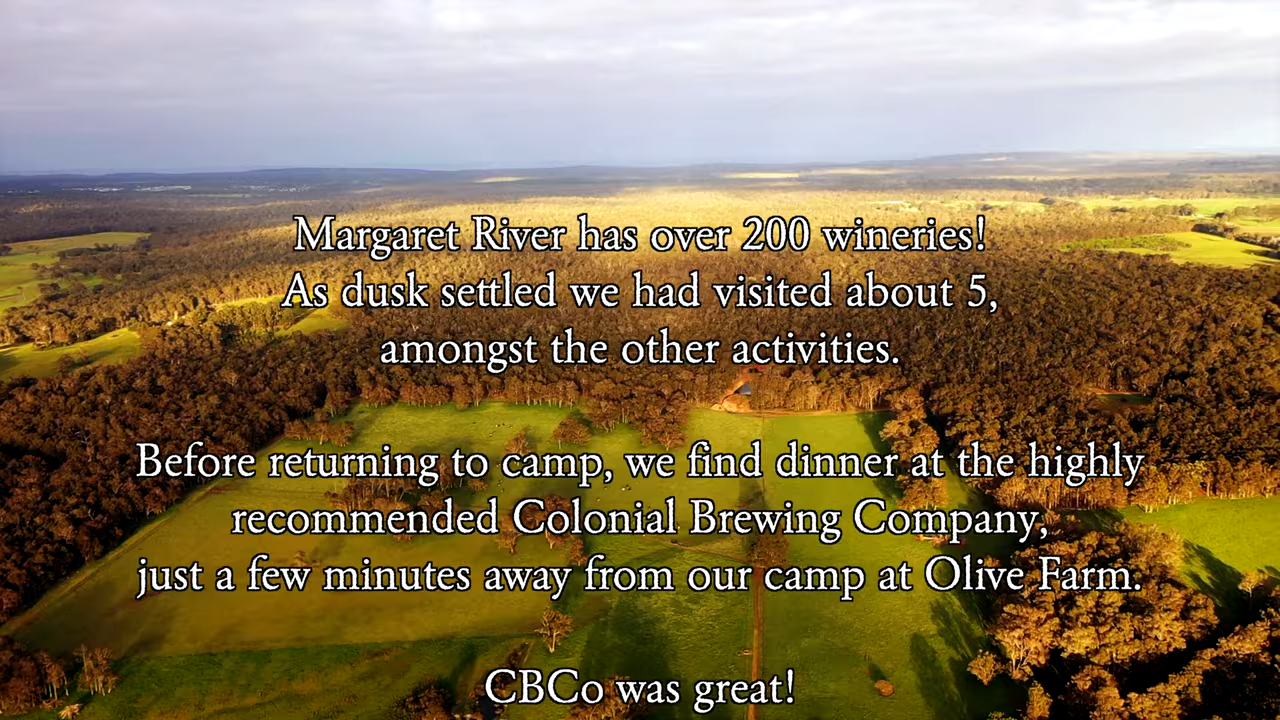 Margaret River has over 200 wineries!
As dusk settled we had visited about 5,
amongst the other activities.
Before returning to camp, we find dinner at the highly
recommended Colonial Brewing Company,
just a few minutes away from our camp at Olive Farm.
CBCo was great!